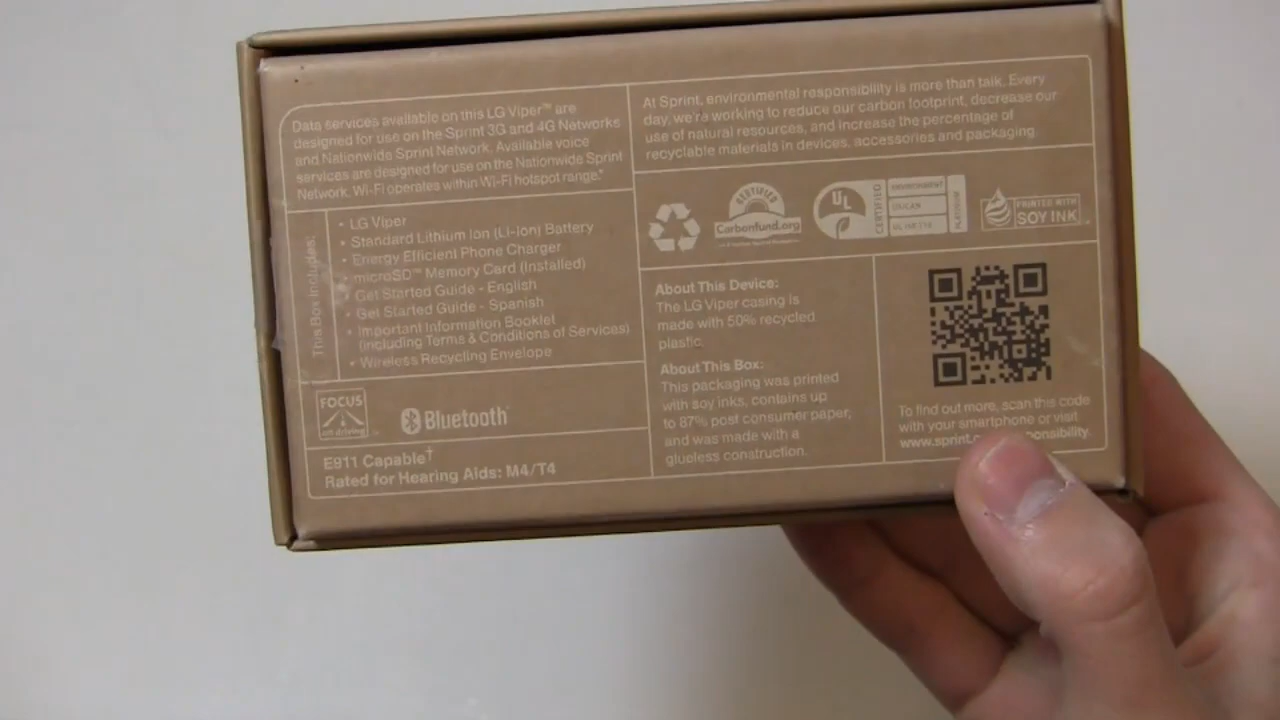 Data services available on this LG Viper™ are
designed for use on the Sprint 3G and 4G Networks
and Nationwide Sprint Network. Available voice
services are designed for use on the Nationwide Sprint
Network. Wi-Fi operates within Wi-Fi hotspot range.*
This Box Includes:
• LG Viper
• Standard Lithium Ion (Li-Ion) Battery
• Energy Efficient Phone Charger
• microSD™ Memory Card (Installed)
• Get Started Guide - English
• Get Started Guide - Spanish
• Important Information Booklet
(including Terms & Conditions of Services)
• Wireless Recycling Envelope
FOCUS
on driving
Bluetooth®
E911 Capable†
Rated for Hearing Aids: M4/T4
At Sprint, environmental responsibility is more than talk. Every
day, we're working to reduce our carbon footprint, decrease our
use of natural resources, and increase the percentage of
recyclable materials in devices, accessories and packaging.
CERTIFIED
Carbonfund.org
UL
CERTIFIED
ENVIRONMENT
PLATINUM
PRINTED WITH
SOY INK
About This Device:
The LG Viper casing is
made with 50% recycled
plastic.
About This Box:
This packaging was printed
with soy inks, contains up
to 87% post consumer paper,
and was made with a
glueless construction.
To find out more, scan this code
with your smartphone or visit
www.sprint.